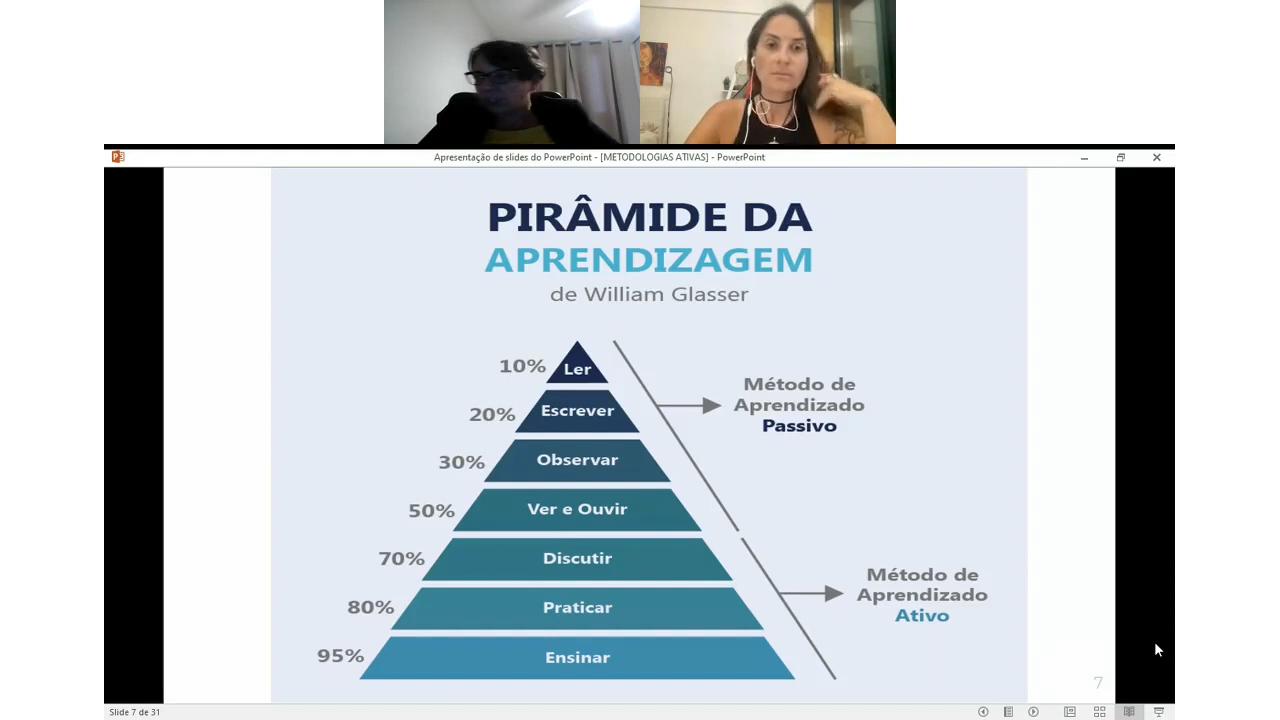 Apresentação de slides do PowerPoint - [METODOLOGIAS ATIVAS] - PowerPoint
PIRÂMIDE DA
APRENDIZAGEM
de William Glasser
10% Ler
20% Escrever
30% Observar
50% Ver e Ouvir
Método de
Aprendizado
Passivo
70% Discutir
80% Praticar
95% Ensinar
Método de
Aprendizado
Ativo
7
Slide 7 de 31